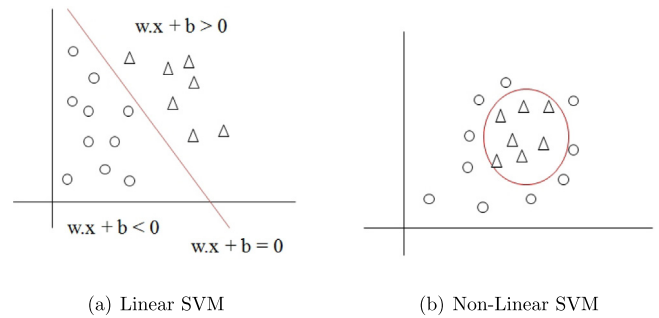 w.x + b > 0
w.x + b < 0
w.x + b = 0
(a) Linear SVM
(b) Non-Linear SVM